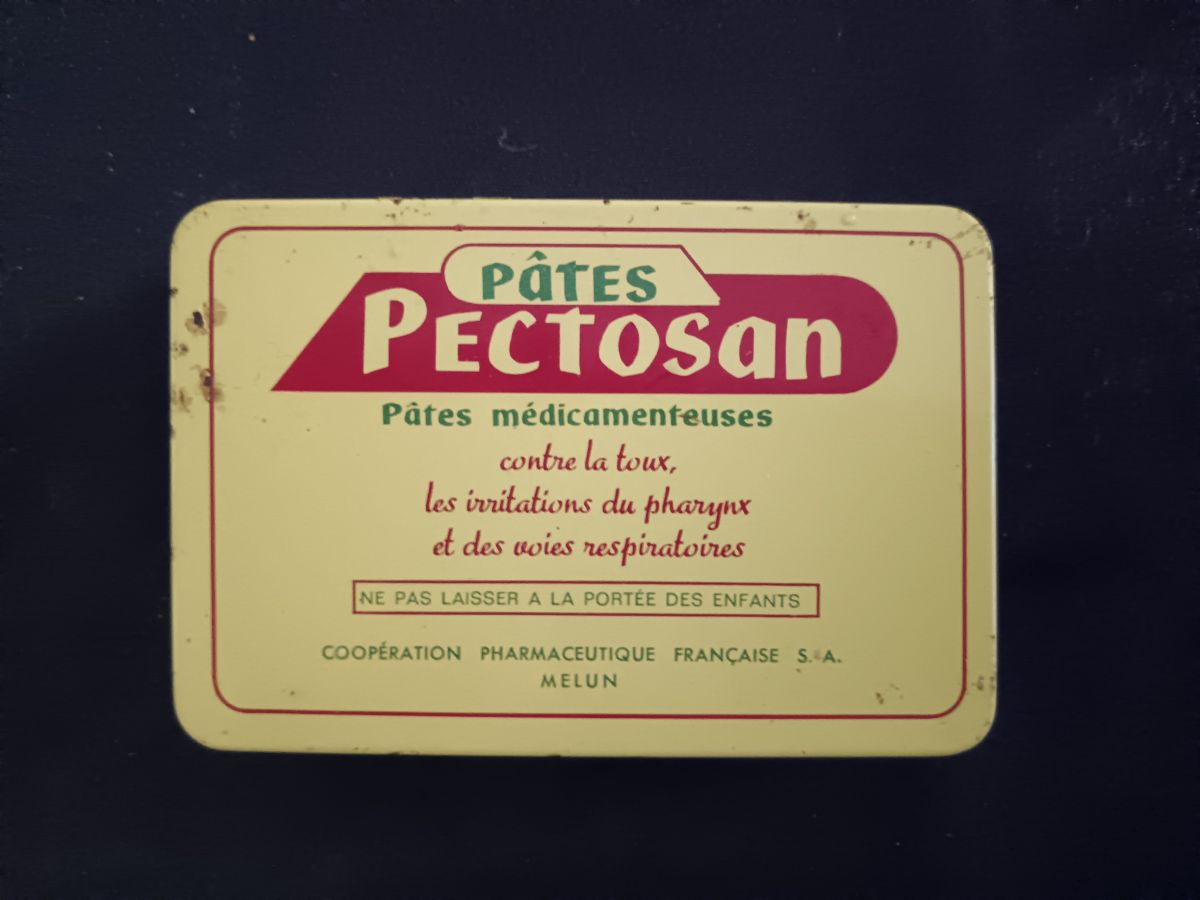 PÂTES
PECTOSAN
Pâtes médicamenteuses
contre la toux,
les irritations du pharynx
et des voies respiratoires
NE PAS LAISSER A LA PORTÉE DES ENFANTS
COOPÉRATION PHARMACEUTIQUE FRANÇAISE S. A.
MELUN